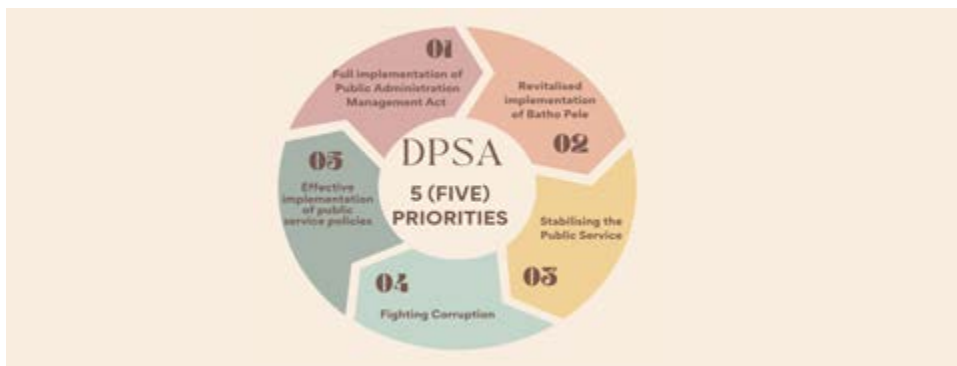 DPSA
5 (FIVE)
PRIORITIES
01
Full implementation of
Public Administration
Management Act
Revitalised
implementation
of Batho Pele
02
Stabilising the
Public Service
03
04
Fighting Corruption
05
Effective
implementation
of public
service policies